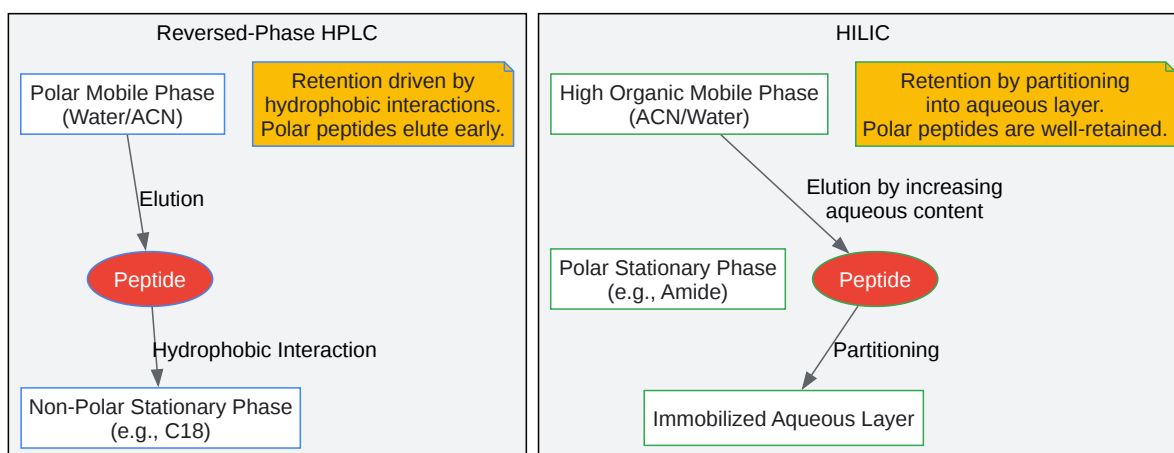 Reversed-Phase HPLC
Polar Mobile Phase
(Water/ACN)
Retention driven by
hydrophobic interactions.
Polar peptides elute early.
Elution
Peptide
Hydrophobic Interaction
Non-Polar Stationary Phase
(e.g., C18)
HILIC
High Organic Mobile Phase
(ACN/Water)
Retention by partitioning
into aqueous layer.
Polar peptides are well-retained.
Elution by increasing
aqueous content
Polar Stationary Phase
(e.g., Amide)
Peptide
Partitioning
Immobilized Aqueous Layer